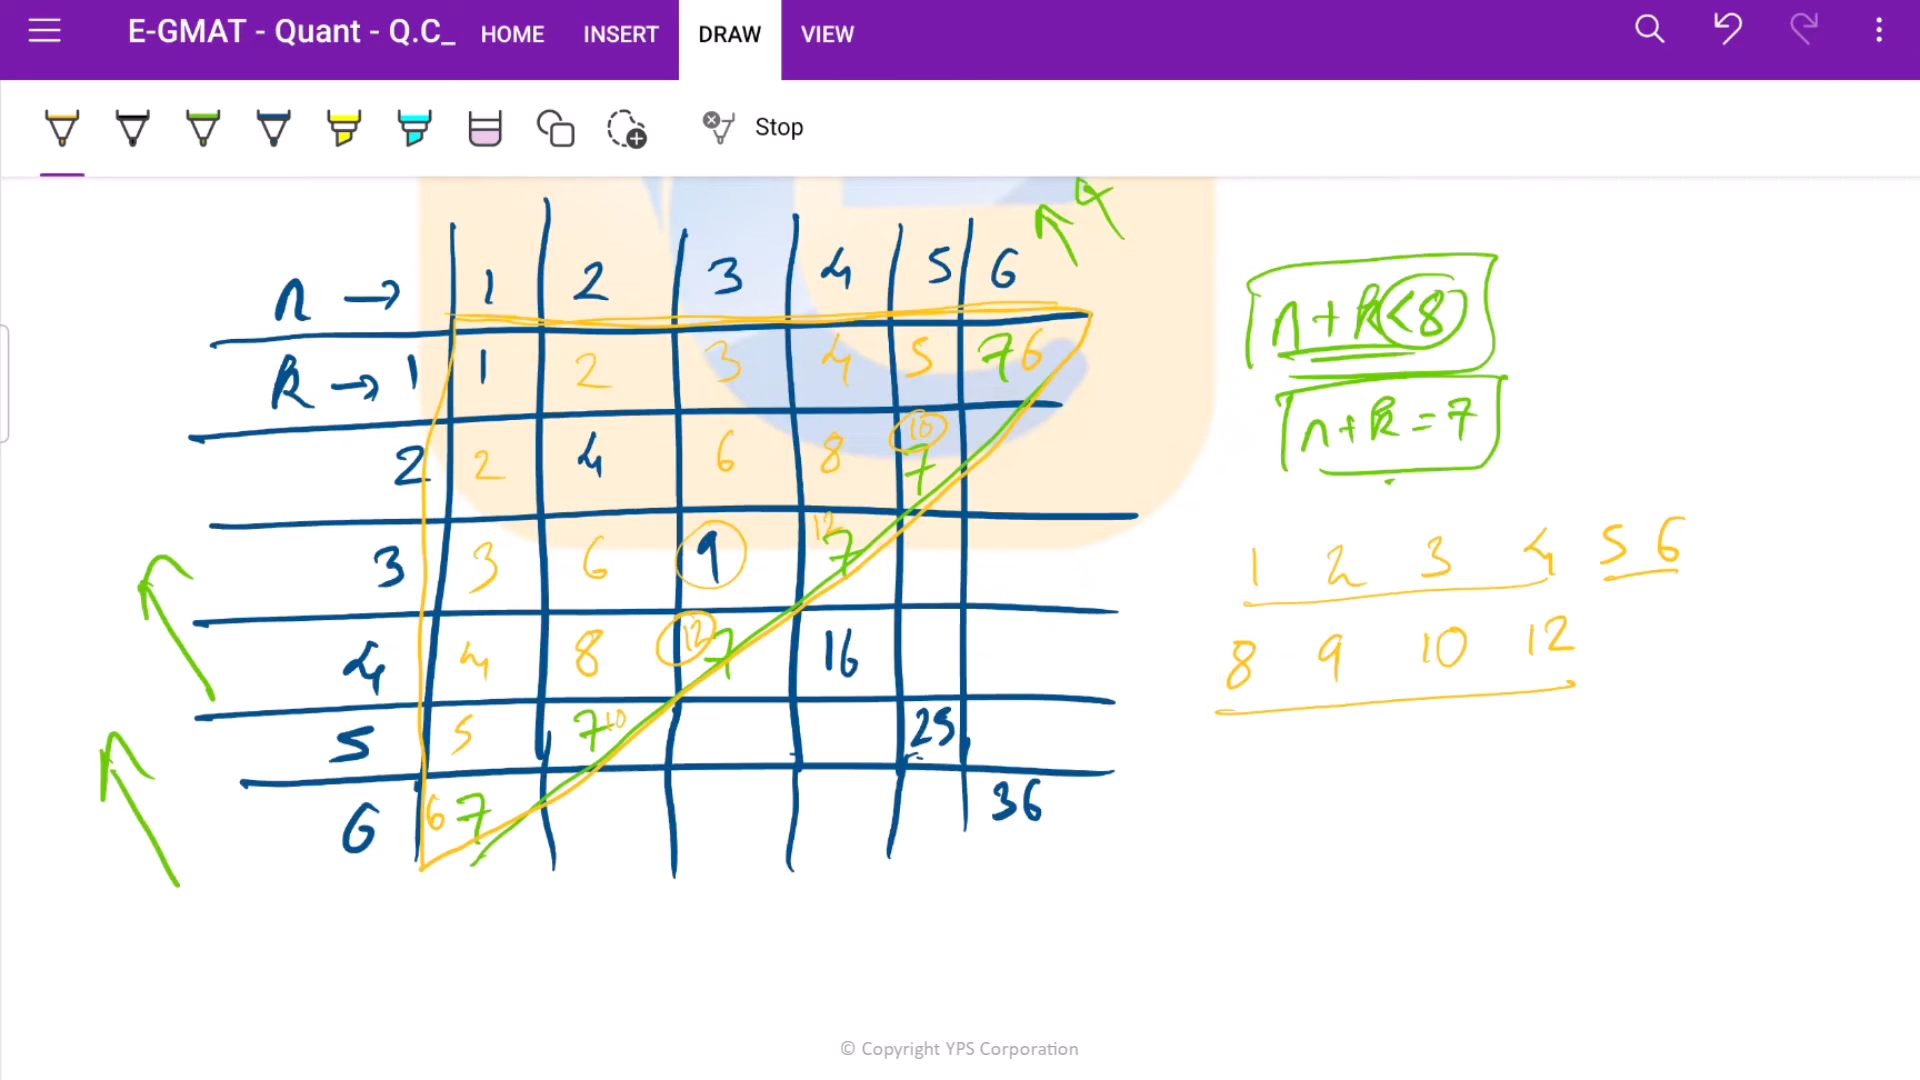 E-GMAT - Quant - Q.C_ HOME INSERT DRAW VIEW
Stop
n → 1 2 3 4 5 6
k → 1 1 2 3 4 5 7 6
2 2 4 6 8 10 7
3 3 6 9 12 7
4 4 8 12 7 16
5 5 7 10 25
6 6 7 36
n + k < 8
n + k = 7
1 2 3 4 5 6
8 9 10 12
© Copyright YPS Corporation